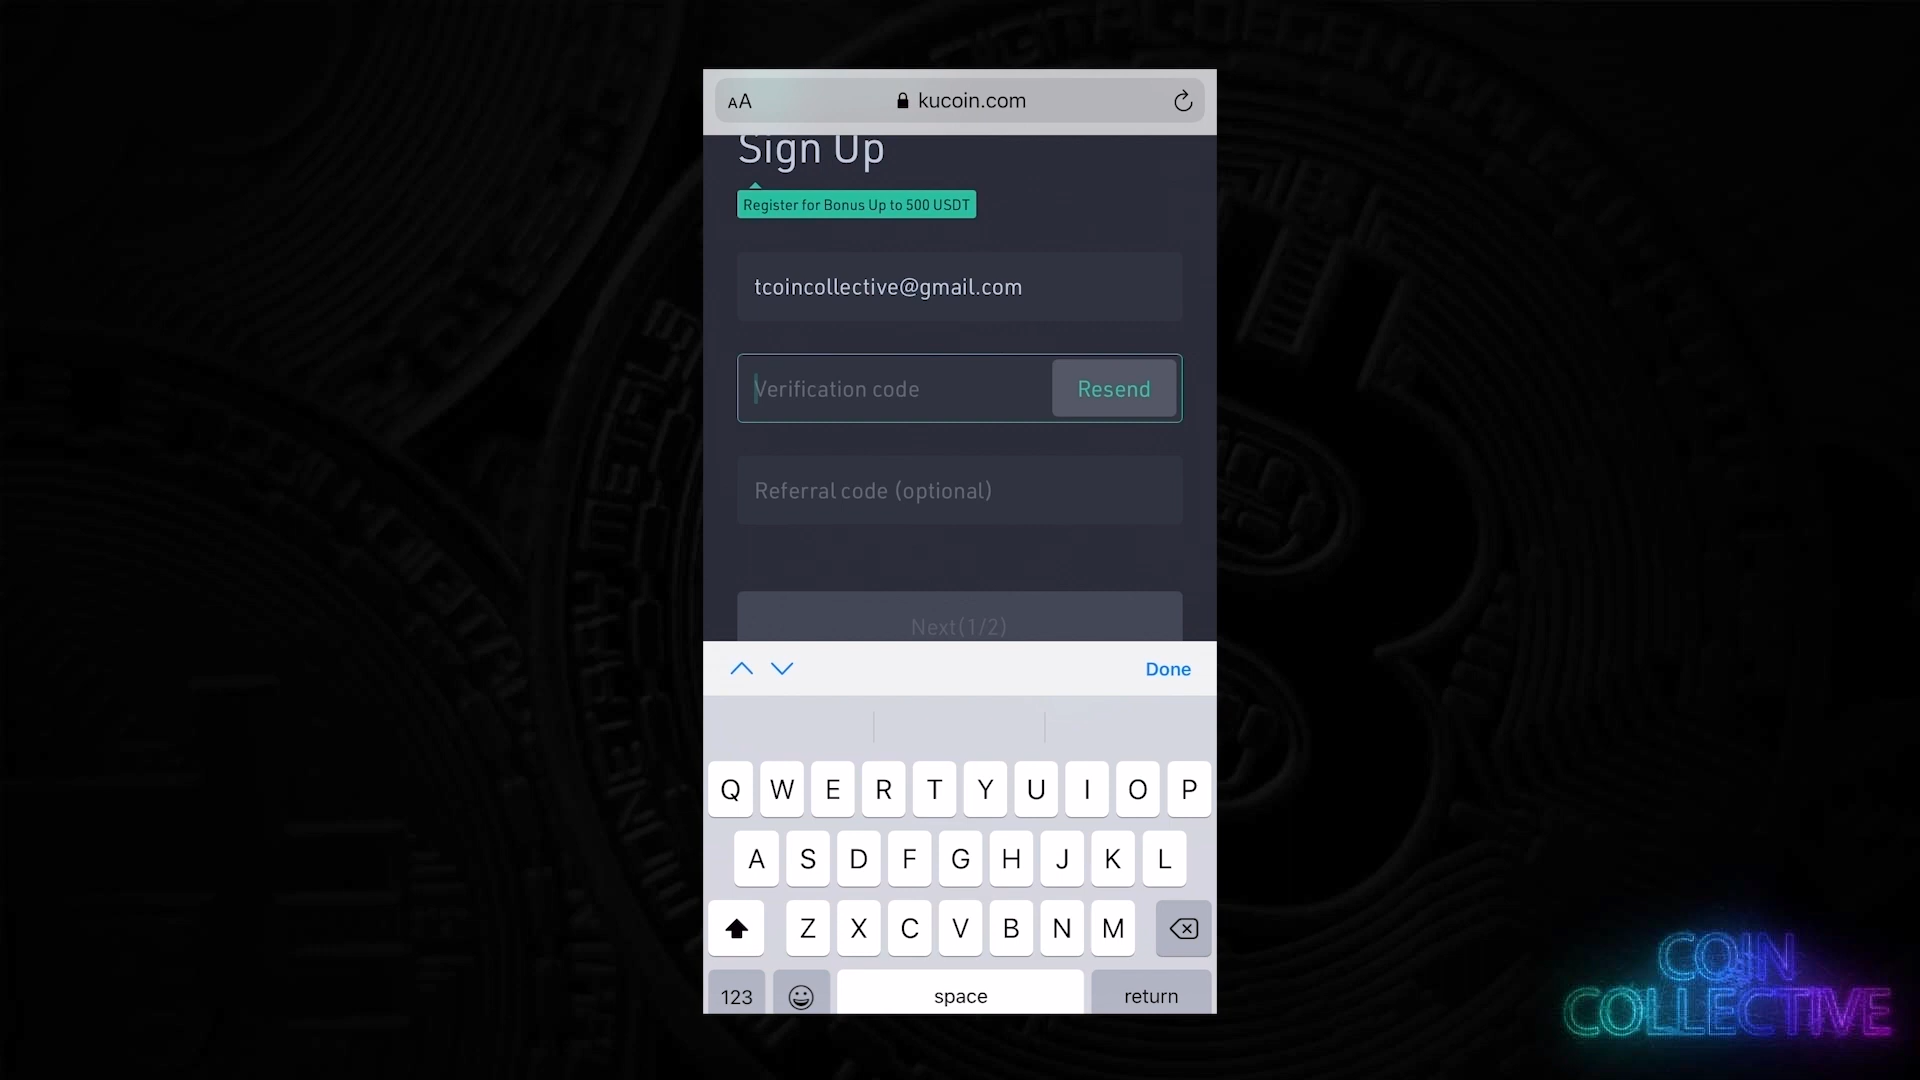 AA
kucoin.com
Sign Up
Register for Bonus Up to 500 USDT
tcoincollective@gmail.com
Verification code
Resend
Referral code (optional)
Next(1/2)
Done
Q W E R T Y U I O P
A S D F G H J K L
Z X C V B N M
123
space
return
COIN
COLLECTIVE